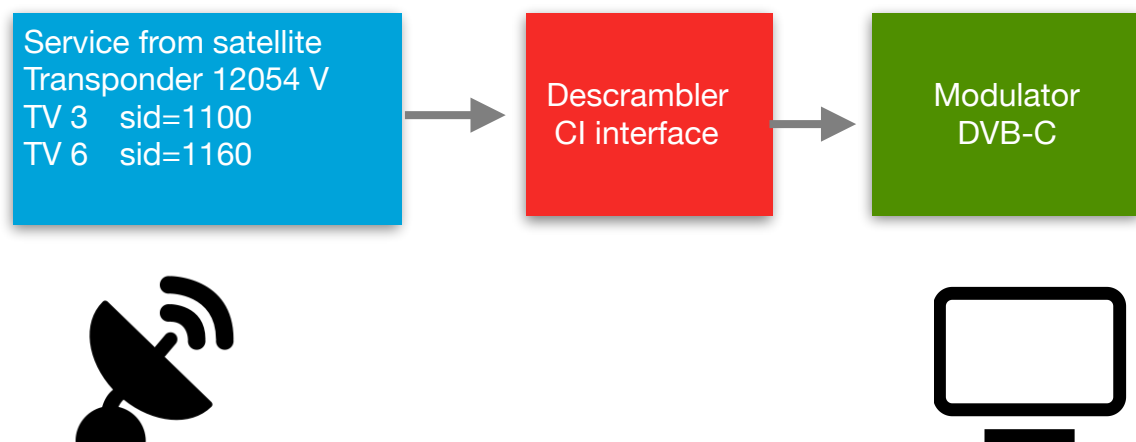 Service from satellite
Transponder 12054 V
TV 3 sid=1100
TV 6 sid=1160
Descrambler
CI interface
Modulator
DVB-C